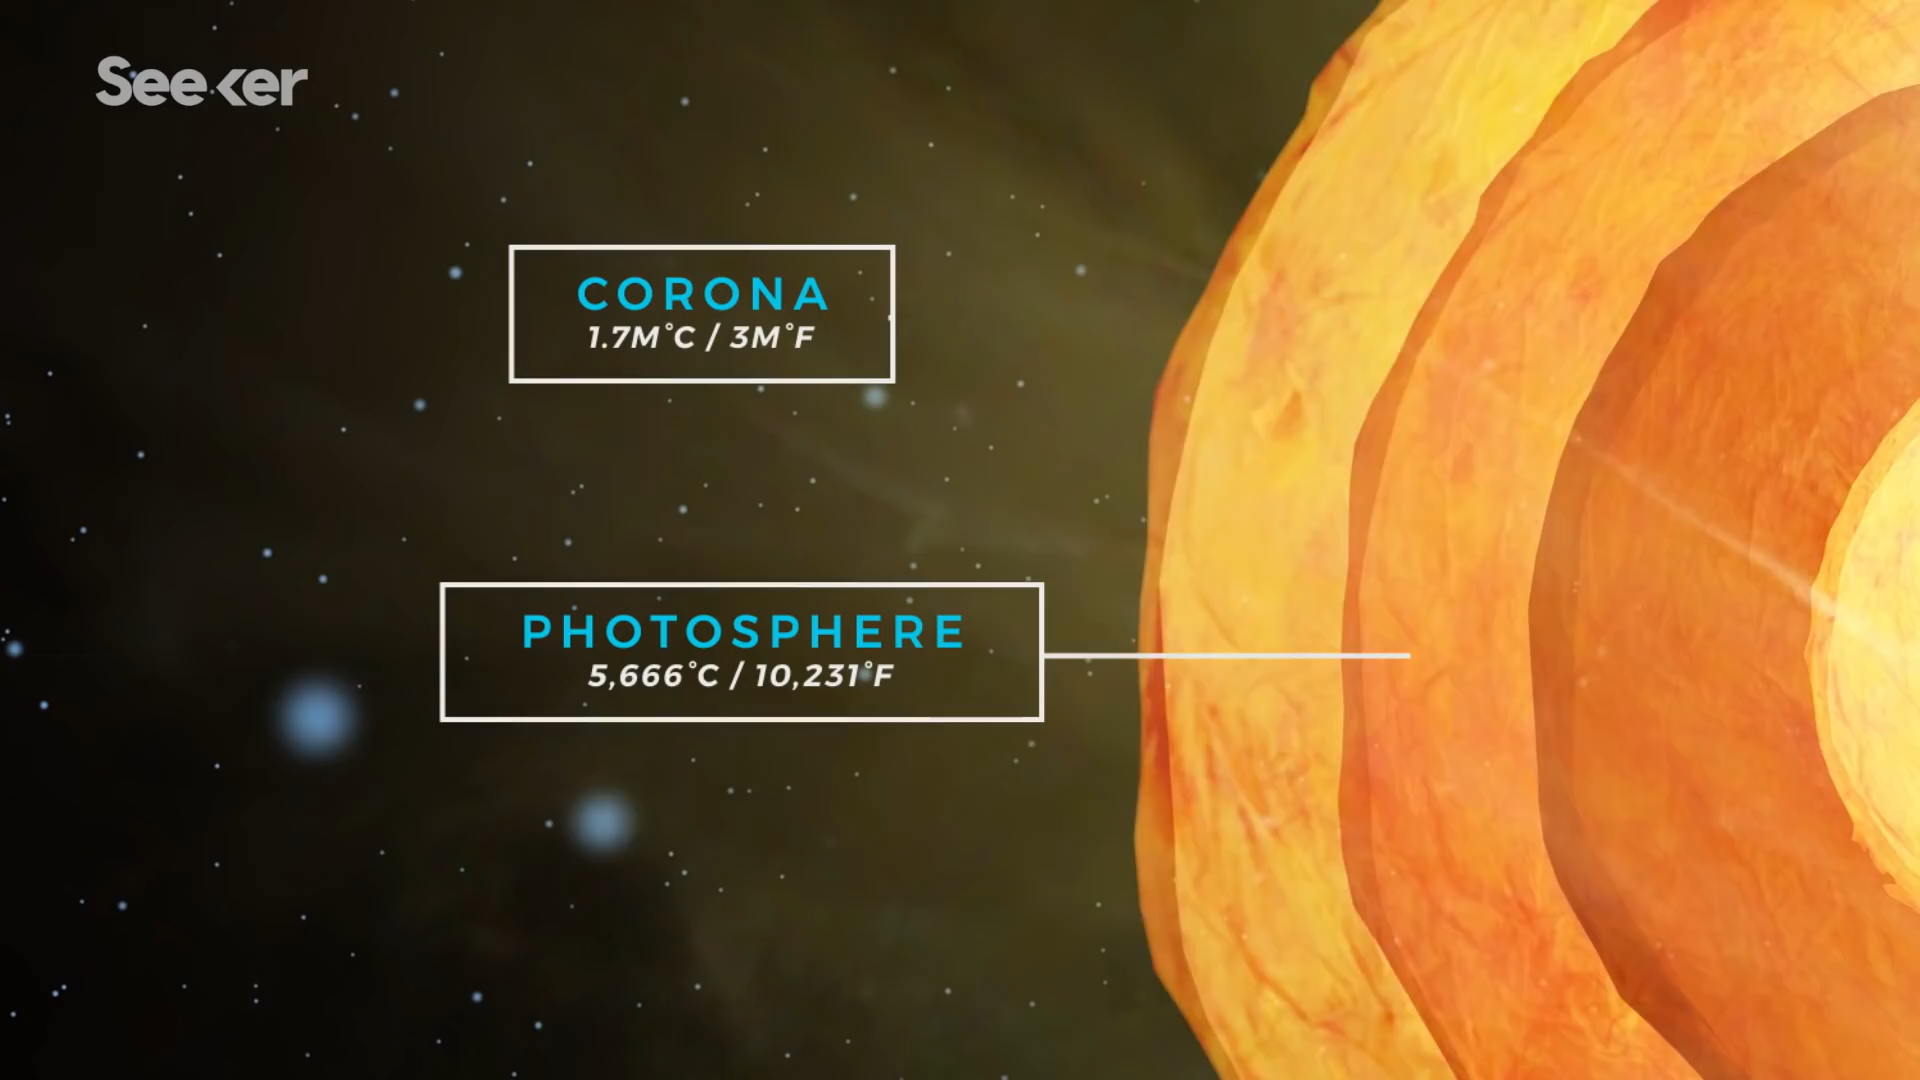 Seeker
CORONA
1.7M°C / 3M°F
PHOTOSPHERE
5,666°C / 10,231°F